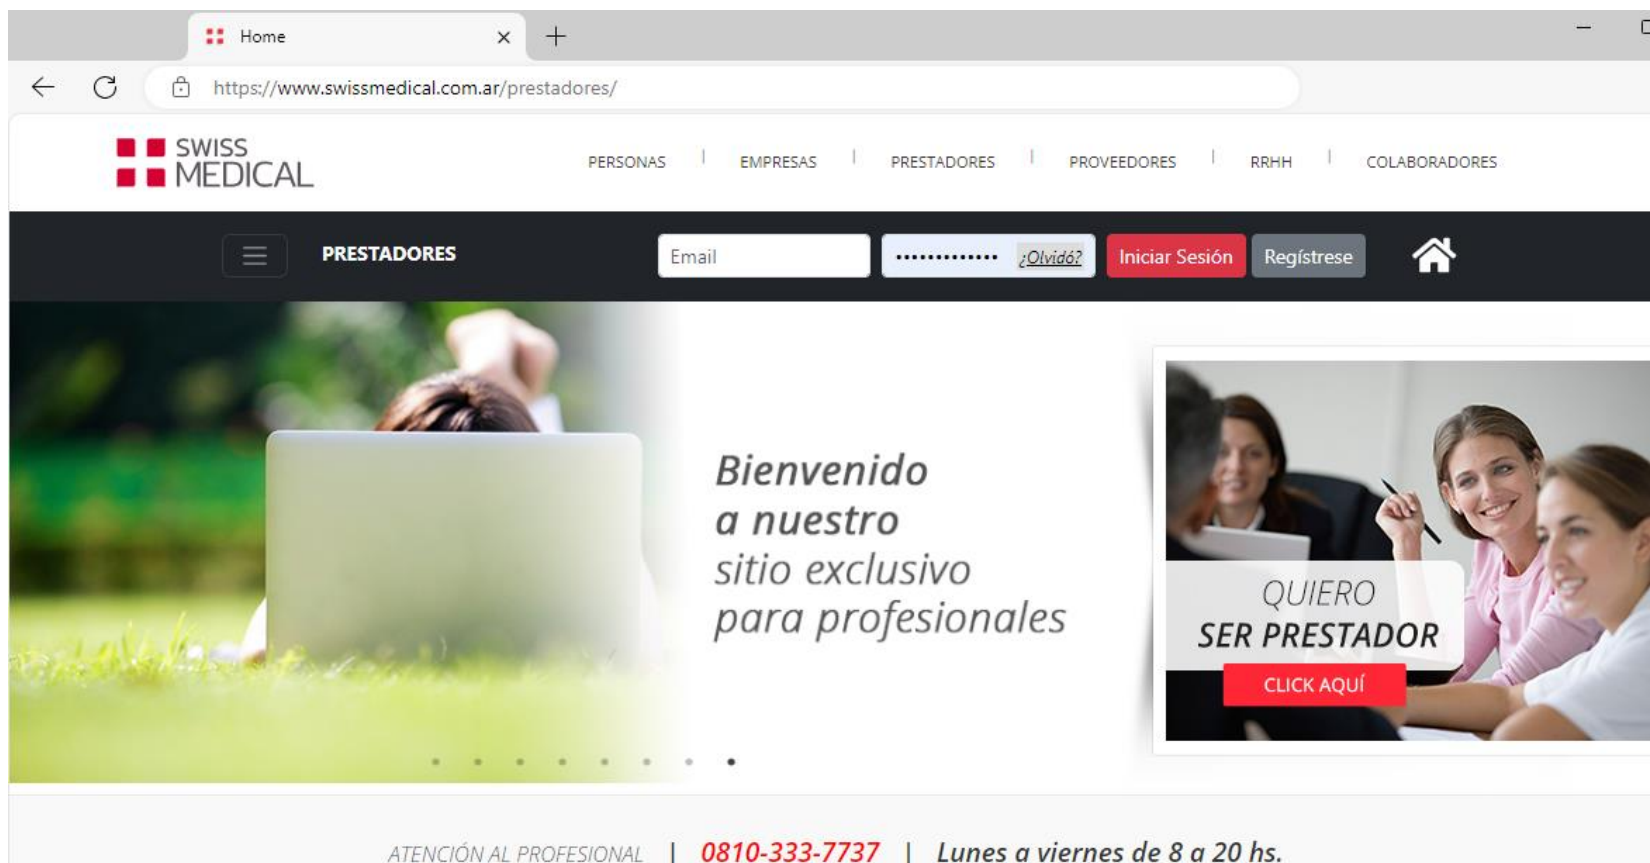 Home
https://www.swissmedical.com.ar/prestadores/
SWISS
MEDICAL
PERSONAS | EMPRESAS | PRESTADORES | PROVEEDORES | RRHH | COLABORADORES
PRESTADORES
Email
············· ¿Olvidó?
Iniciar Sesión
Regístrese
Bienvenido
a nuestro
sitio exclusivo
para profesionales
QUIERO
SER PRESTADOR
CLICK AQUÍ
ATENCIÓN AL PROFESIONAL | 0810-333-7737 | Lunes a viernes de 8 a 20 hs.